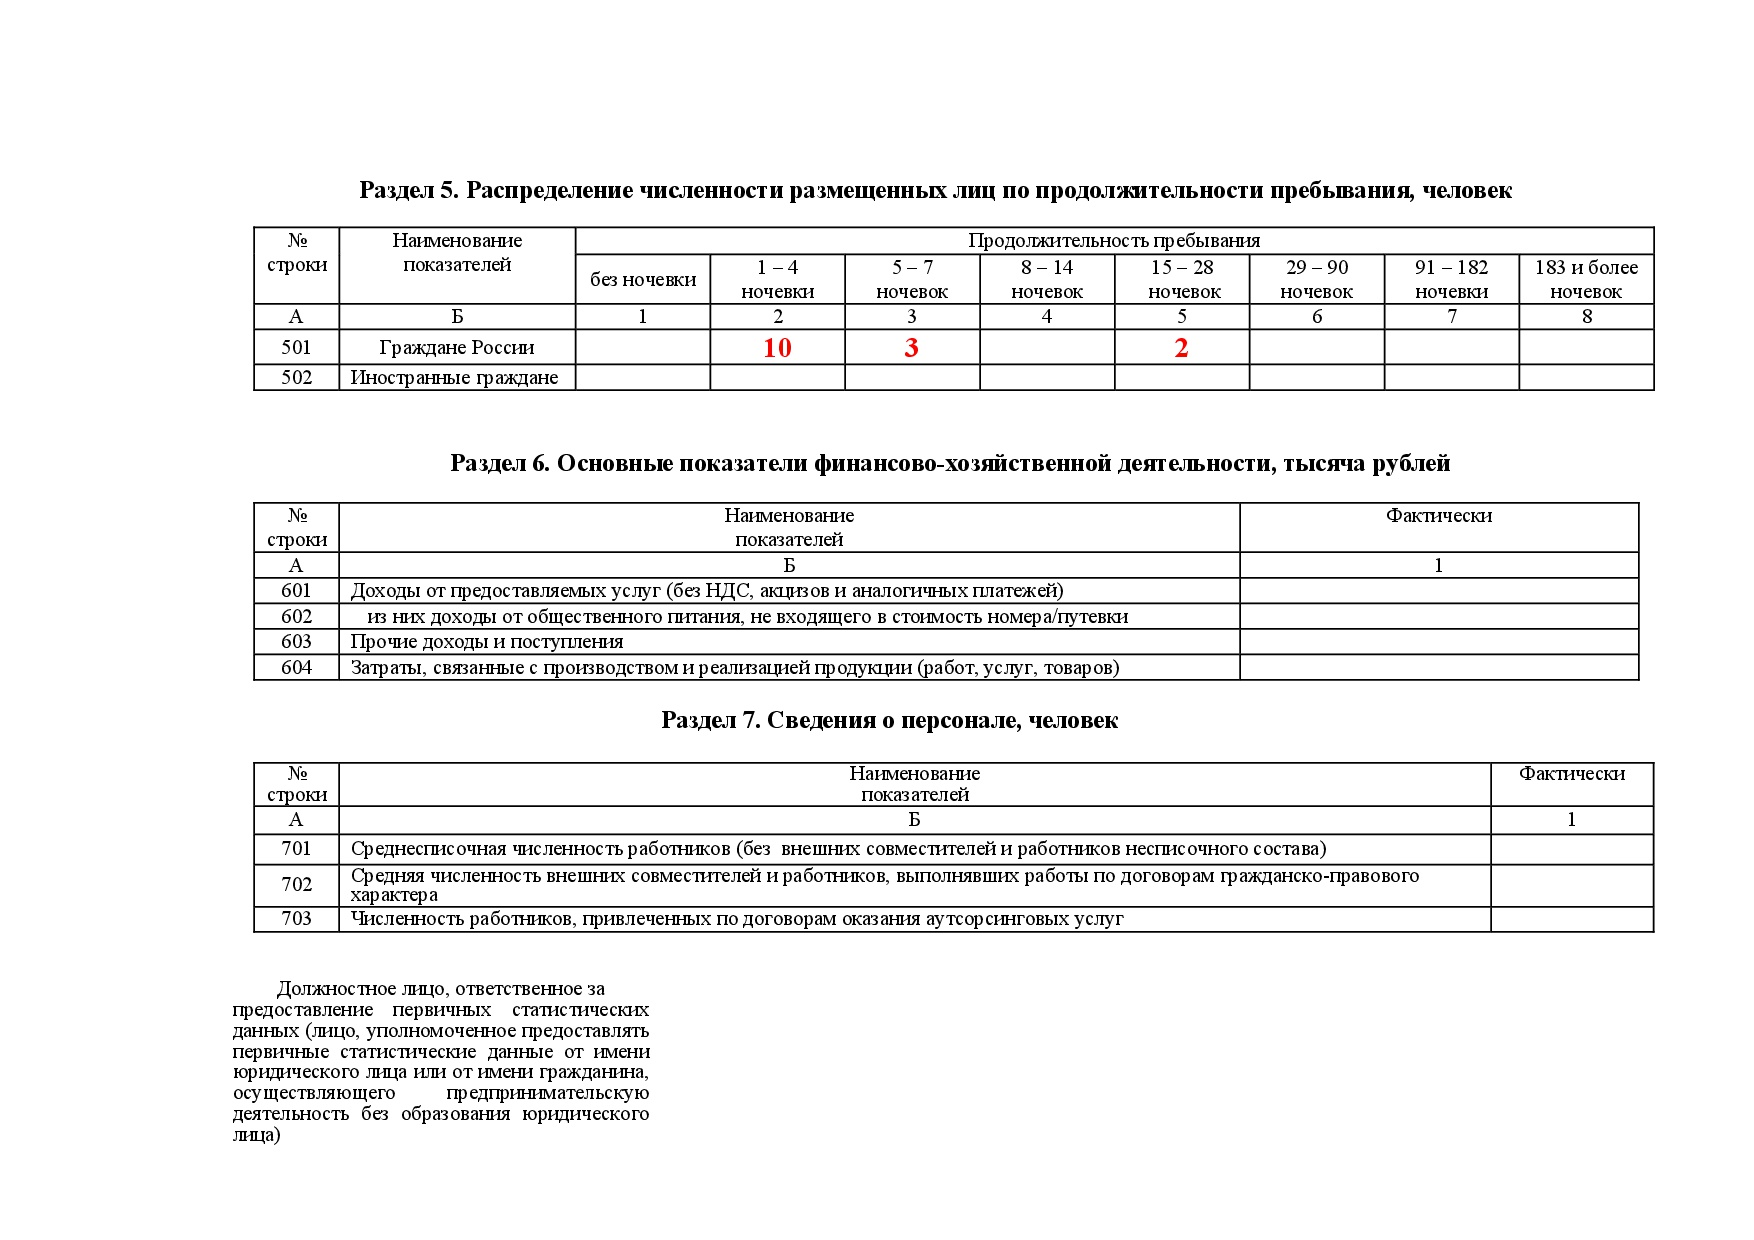 Раздел 5. Распределение численности размещенных лиц по продолжительности пребывания, человек
№ строки Наименование показателей Продолжительность пребывания
без ночевки 1 – 4 ночевки 5 – 7 ночевок 8 – 14 ночевок 15 – 28 ночевок 29 – 90 ночевок 91 – 182 ночевки 183 и более ночевок
А Б 1 2 3 4 5 6 7 8
501 Граждане России 10 3 2
502 Иностранные граждане
Раздел 6. Основные показатели финансово-хозяйственной деятельности, тысяча рублей
№ строки Наименование показателей Фактически
А Б 1
601 Доходы от предоставляемых услуг (без НДС, акцизов и аналогичных платежей)
602 из них доходы от общественного питания, не входящего в стоимость номера/путевки
603 Прочие доходы и поступления
604 Затраты, связанные с производством и реализацией продукции (работ, услуг, товаров)
Раздел 7. Сведения о персонале, человек
№ строки Наименование показателей Фактически
А Б 1
701 Среднесписочная численность работников (без внешних совместителей и работников несписочного состава)
702 Средняя численность внешних совместителей и работников, выполнявших работы по договорам гражданско-правового
характера
703 Численность работников, привлеченных по договорам оказания аутсорсинговых услуг
Должностное лицо, ответственное за
предоставление первичных статистических
данных (лицо, уполномоченное предоставлять
первичные статистические данные от имени
юридического лица или от имени гражданина,
осуществляющего предпринимательскую
деятельность без образования юридического
лица)